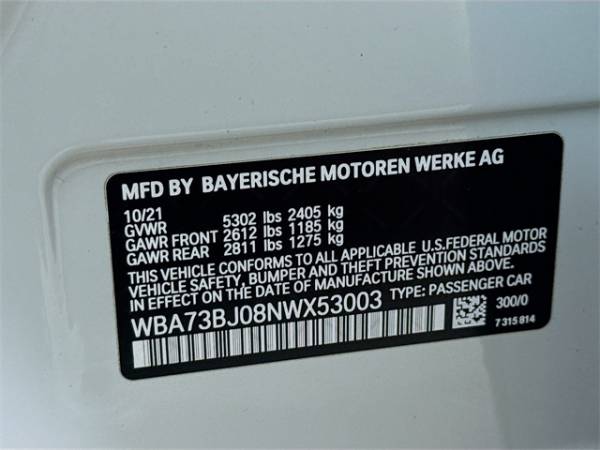 MFD BY BAYERISCHE MOTOREN WERKE AG
10/21
GVWR 5302 lbs 2405 kg
GAWR FRONT 2612 lbs 1185 kg
GAWR REAR 2811 lbs 1275 kg
THIS VEHICLE CONFORMS TO ALL APPLICABLE U.S.FEDERAL MOTOR
VEHICLE SAFETY, BUMPER AND THEFT PREVENTION STANDARDS
IN EFFECT ON THE DATE OF MANUFACTURE SHOWN ABOVE.
WBA73BJ08NWX53003 TYPE: PASSENGER CAR
300/0
7 315 814